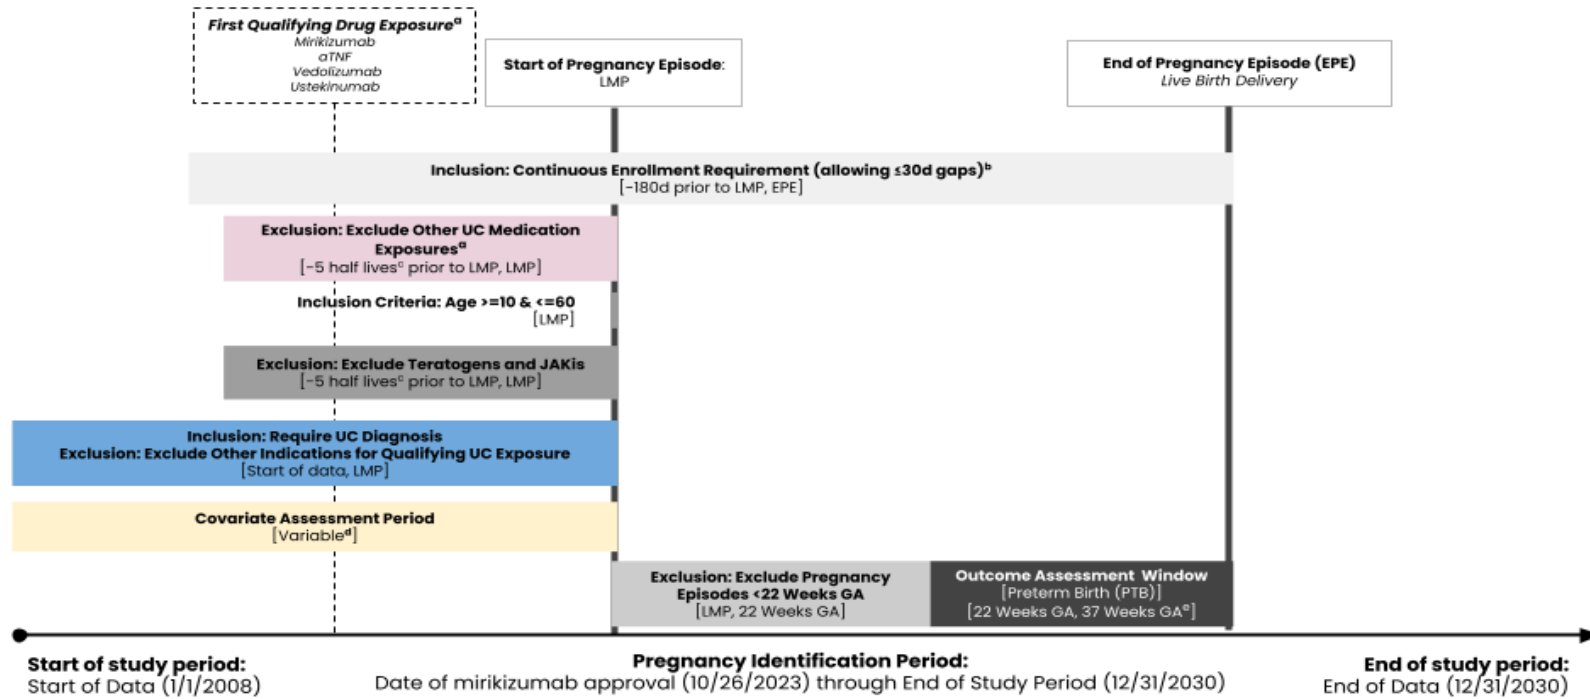 First Qualifying Drug Exposureᵃ
Mirikizumab
aTNF
Vedolizumab
Ustekinumab
Start of Pregnancy Episode:
LMP
End of Pregnancy Episode (EPE)
Live Birth Delivery
Inclusion: Continuous Enrollment Requirement (allowing ≤30d gaps)ᵇ
[-180d prior to LMP, EPE]
Exclusion: Exclude Other UC Medication
Exposuresᵃ
[-5 half livesᶜ prior to LMP, LMP]
Inclusion Criteria: Age >=10 & <=60
[LMP]
Exclusion: Exclude Teratogens and JAKis
[-5 half livesᶜ prior to LMP, LMP]
Inclusion: Require UC Diagnosis
Exclusion: Exclude Other Indications for Qualifying UC Exposure
[Start of data, LMP]
Covariate Assessment Period
[Variableᵈ]
Exclusion: Exclude Pregnancy
Episodes <22 Weeks GA
[LMP, 22 Weeks GA]
Outcome Assessment Window
[Preterm Birth (PTB)]
[22 Weeks GA, 37 Weeks GAᵉ]
Start of study period:
Start of Data (1/1/2008)
Pregnancy Identification Period:
Date of mirikizumab approval (10/26/2023) through End of Study Period (12/31/2030)
End of study period:
End of Data (12/31/2030)